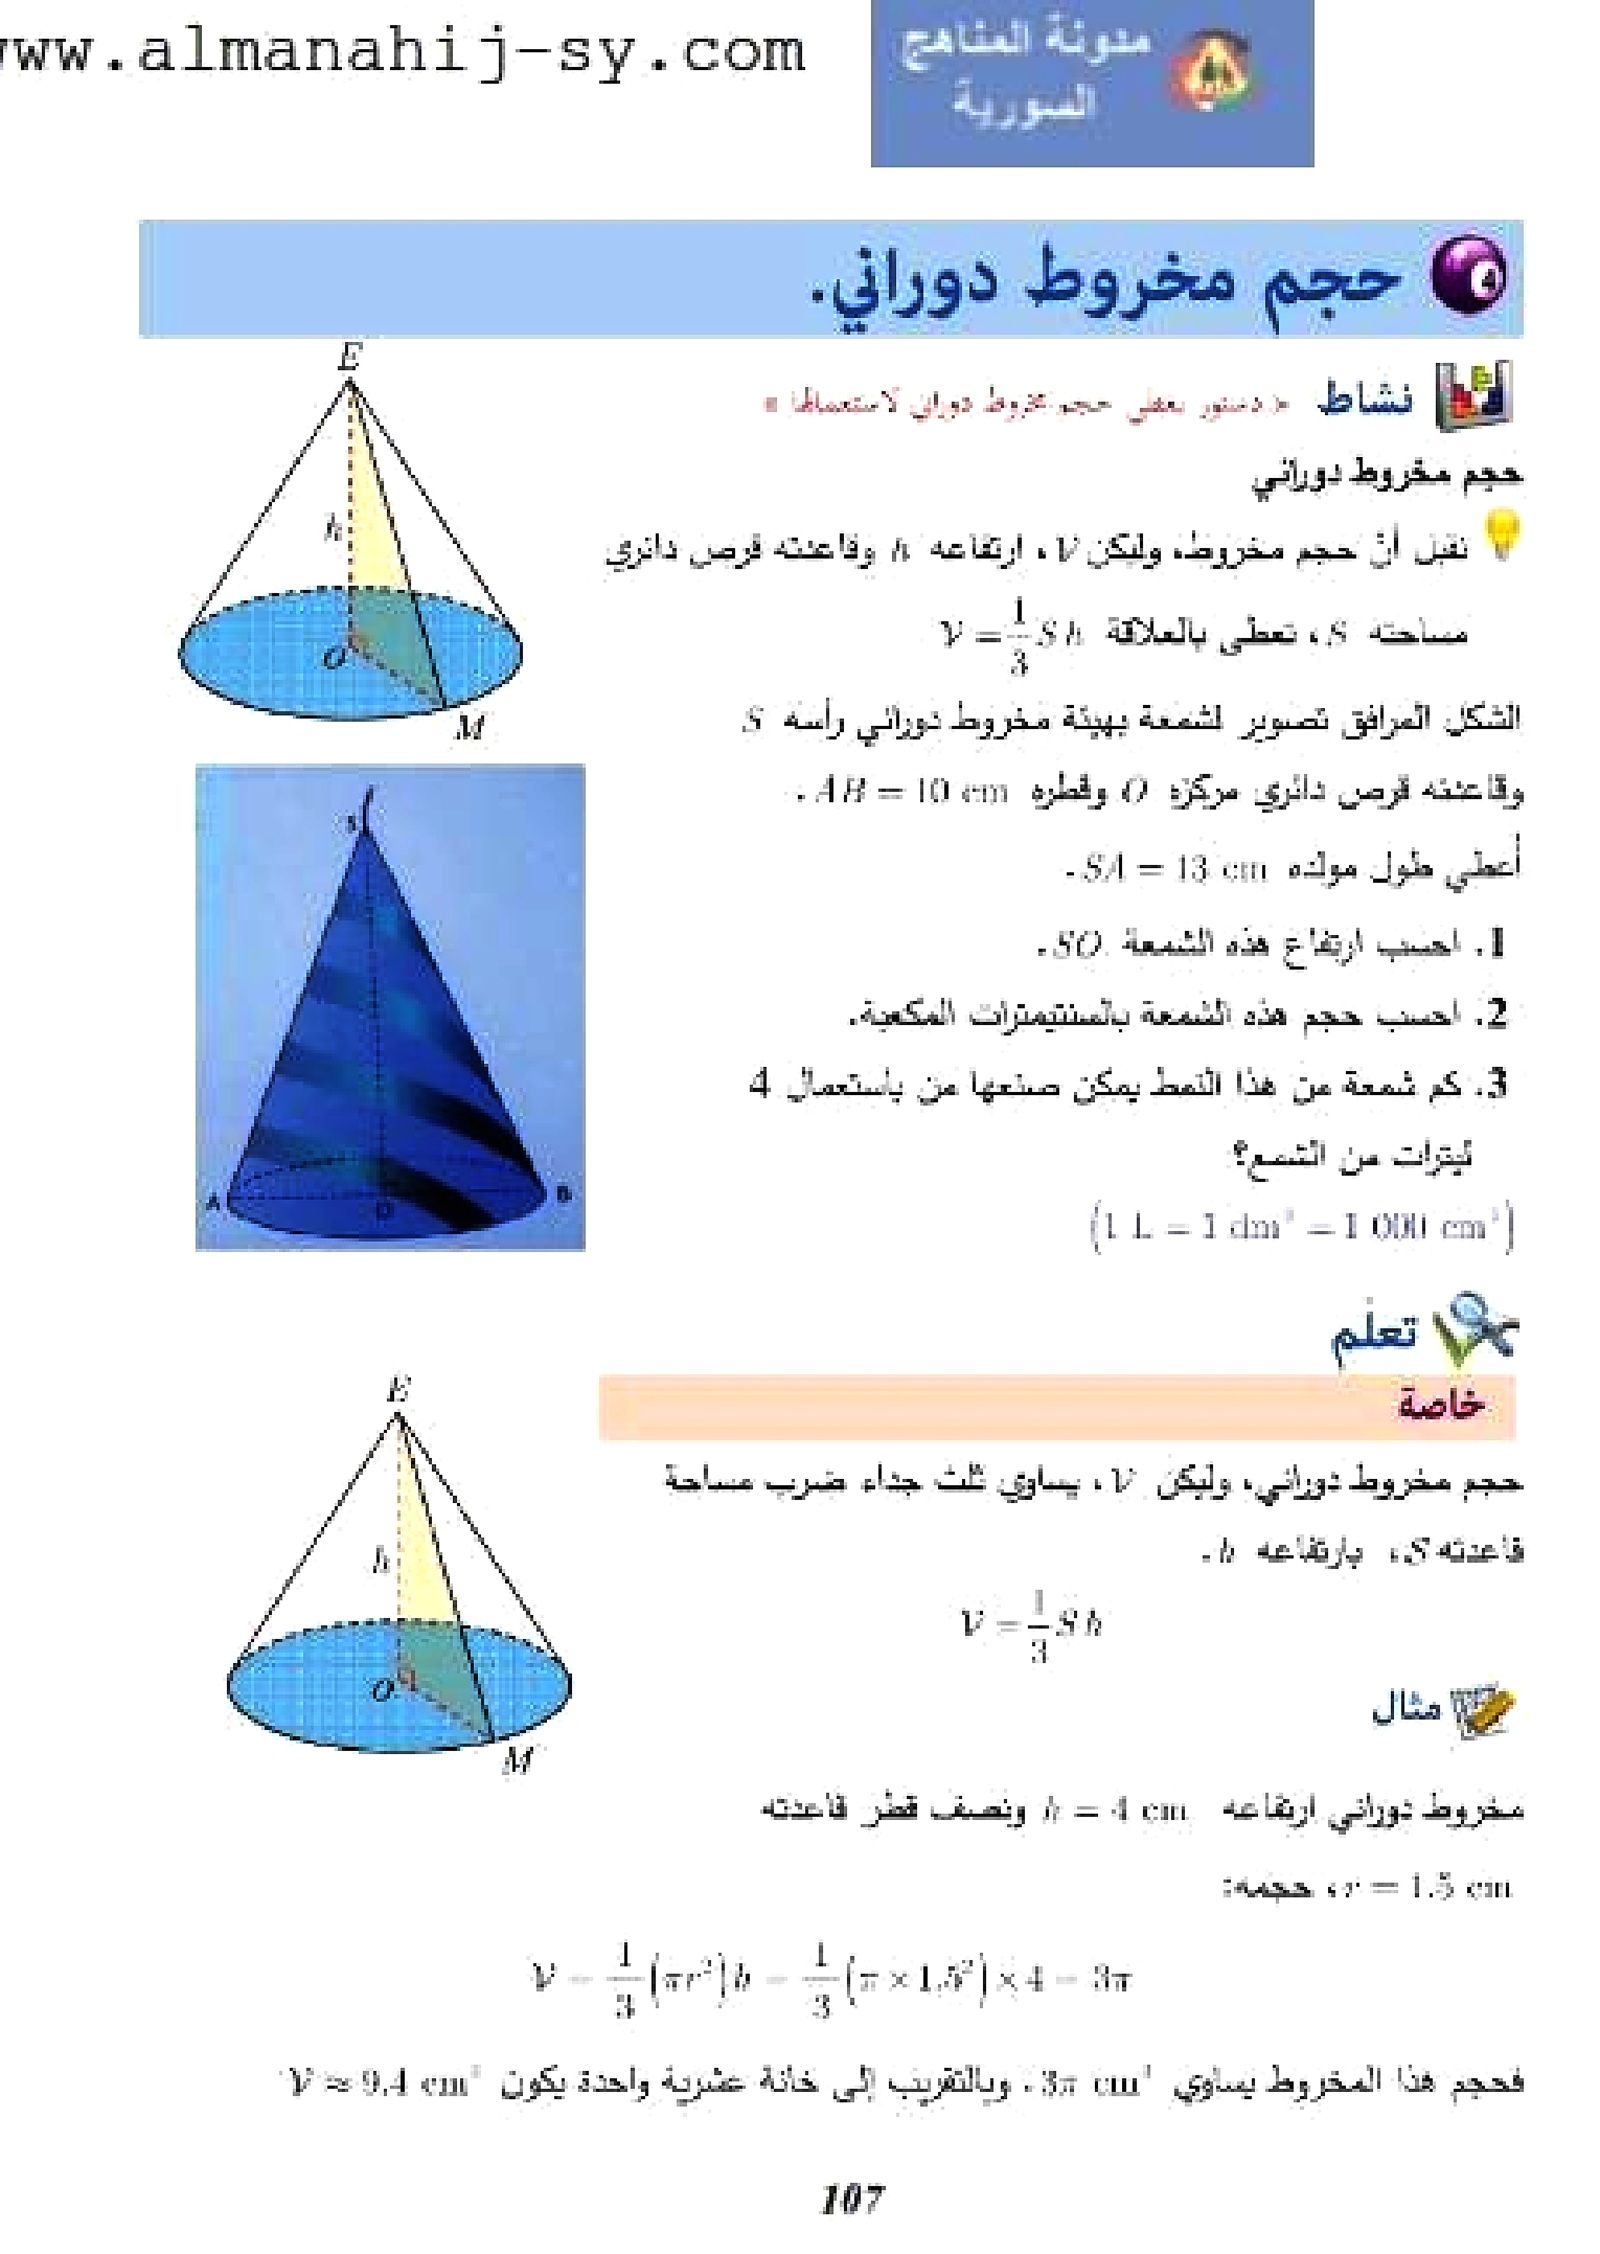 www.almanahij-sy.com
مدونة المناهج
السورية
4 حجم مخروط دوراني.
نشاط « دستور يعطي حجم مخروط دوراني لاستعمالها »
حجم مخروط دوراني
نقبل أنّ حجم مخروط، وليكن V، ارتفاعه h وقاعدته قرص دائري
مساحته S، تعطى بالعلاقة V = 1/3 S h
E
h
O
M
الشكل المرافق تصوير لشمعة بهيئة مخروط دوراني رأسه S
وقاعدته قرص دائري مركزه O وقطره AB = 10 cm.
أعطي طول مولده SA = 13 cm.
1. احسب ارتفاع هذه الشمعة SO.
2. احسب حجم هذه الشمعة بالسنتيمترات المكعبة.
3. كم شمعة من هذا النمط يمكن صنعها من باستعمال 4
ليترات من الشمع؟
(1 L = 1 dm³ = 1 000 cm³)
S
A
O
B
تعلّم
خاصة
حجم مخروط دوراني، وليكن V، يساوي ثلث جداء ضرب مساحة
قاعدته S، بارتفاعه h.
V = 1/3 S h
E
h
O
M
مثال
مخروط دوراني ارتفاعه h = 4 cm ونصف قطر قاعدته
r = 1.5 cm، حجمه:
V = 1/3 (πr²) h = 1/3 (π × 1.5²) × 4 = 3π
فحجم هذا المخروط يساوي 3π cm³. وبالتقريب إلى خانة عشرية واحدة يكون V ≈ 9.4 cm³
107